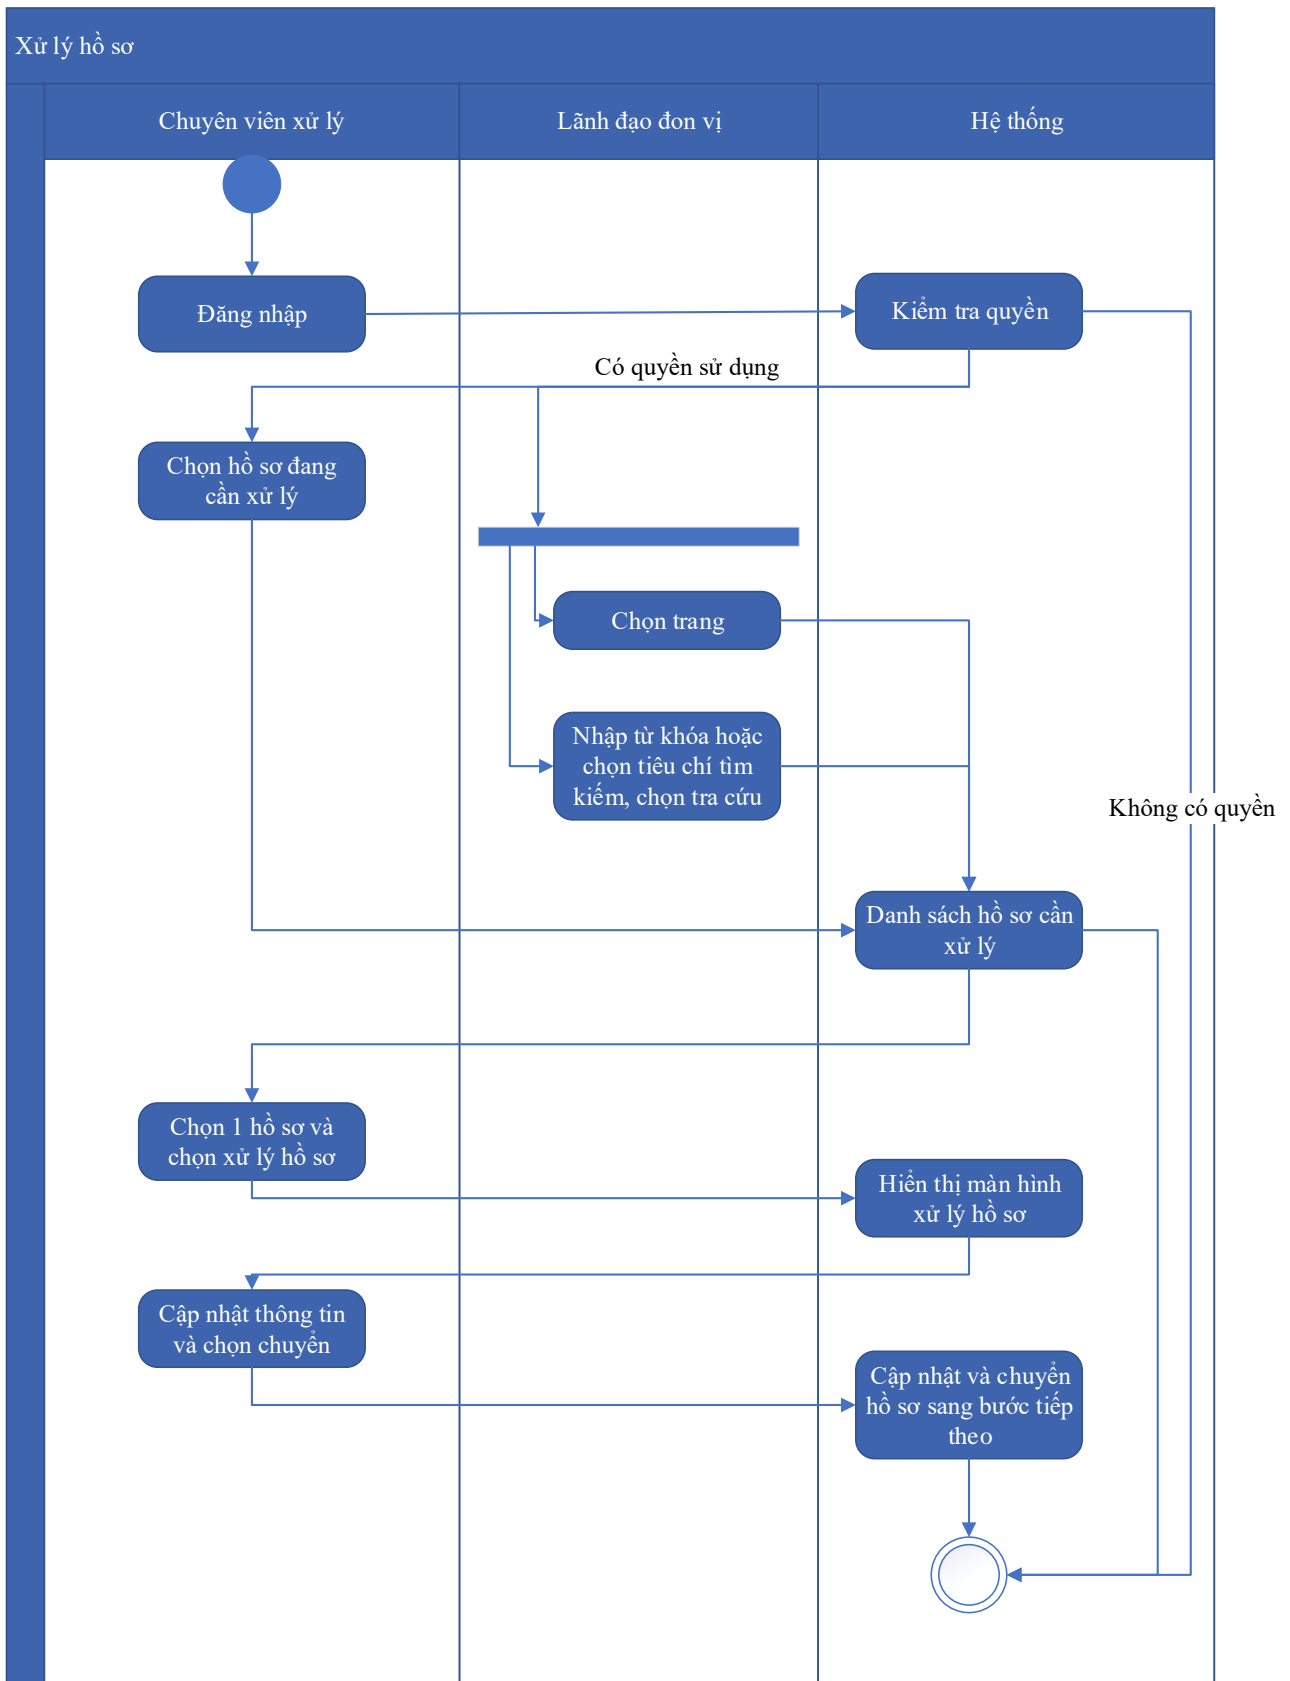 Xử lý hồ sơ
Chuyên viên xử lý
Lãnh đạo đơn vị
Hệ thống
Đăng nhập
Kiểm tra quyền
Có quyền sử dụng
Chọn hồ sơ đang
cần xử lý
Chọn trang
Nhập từ khóa hoặc
chọn tiêu chí tìm
kiếm, chọn tra cứu
Không có quyền
Danh sách hồ sơ cần
xử lý
Chọn 1 hồ sơ và
chọn xử lý hồ sơ
Hiển thị màn hình
xử lý hồ sơ
Cập nhật thông tin
và chọn chuyển
Cập nhật và chuyển
hồ sơ sang bước tiếp
theo